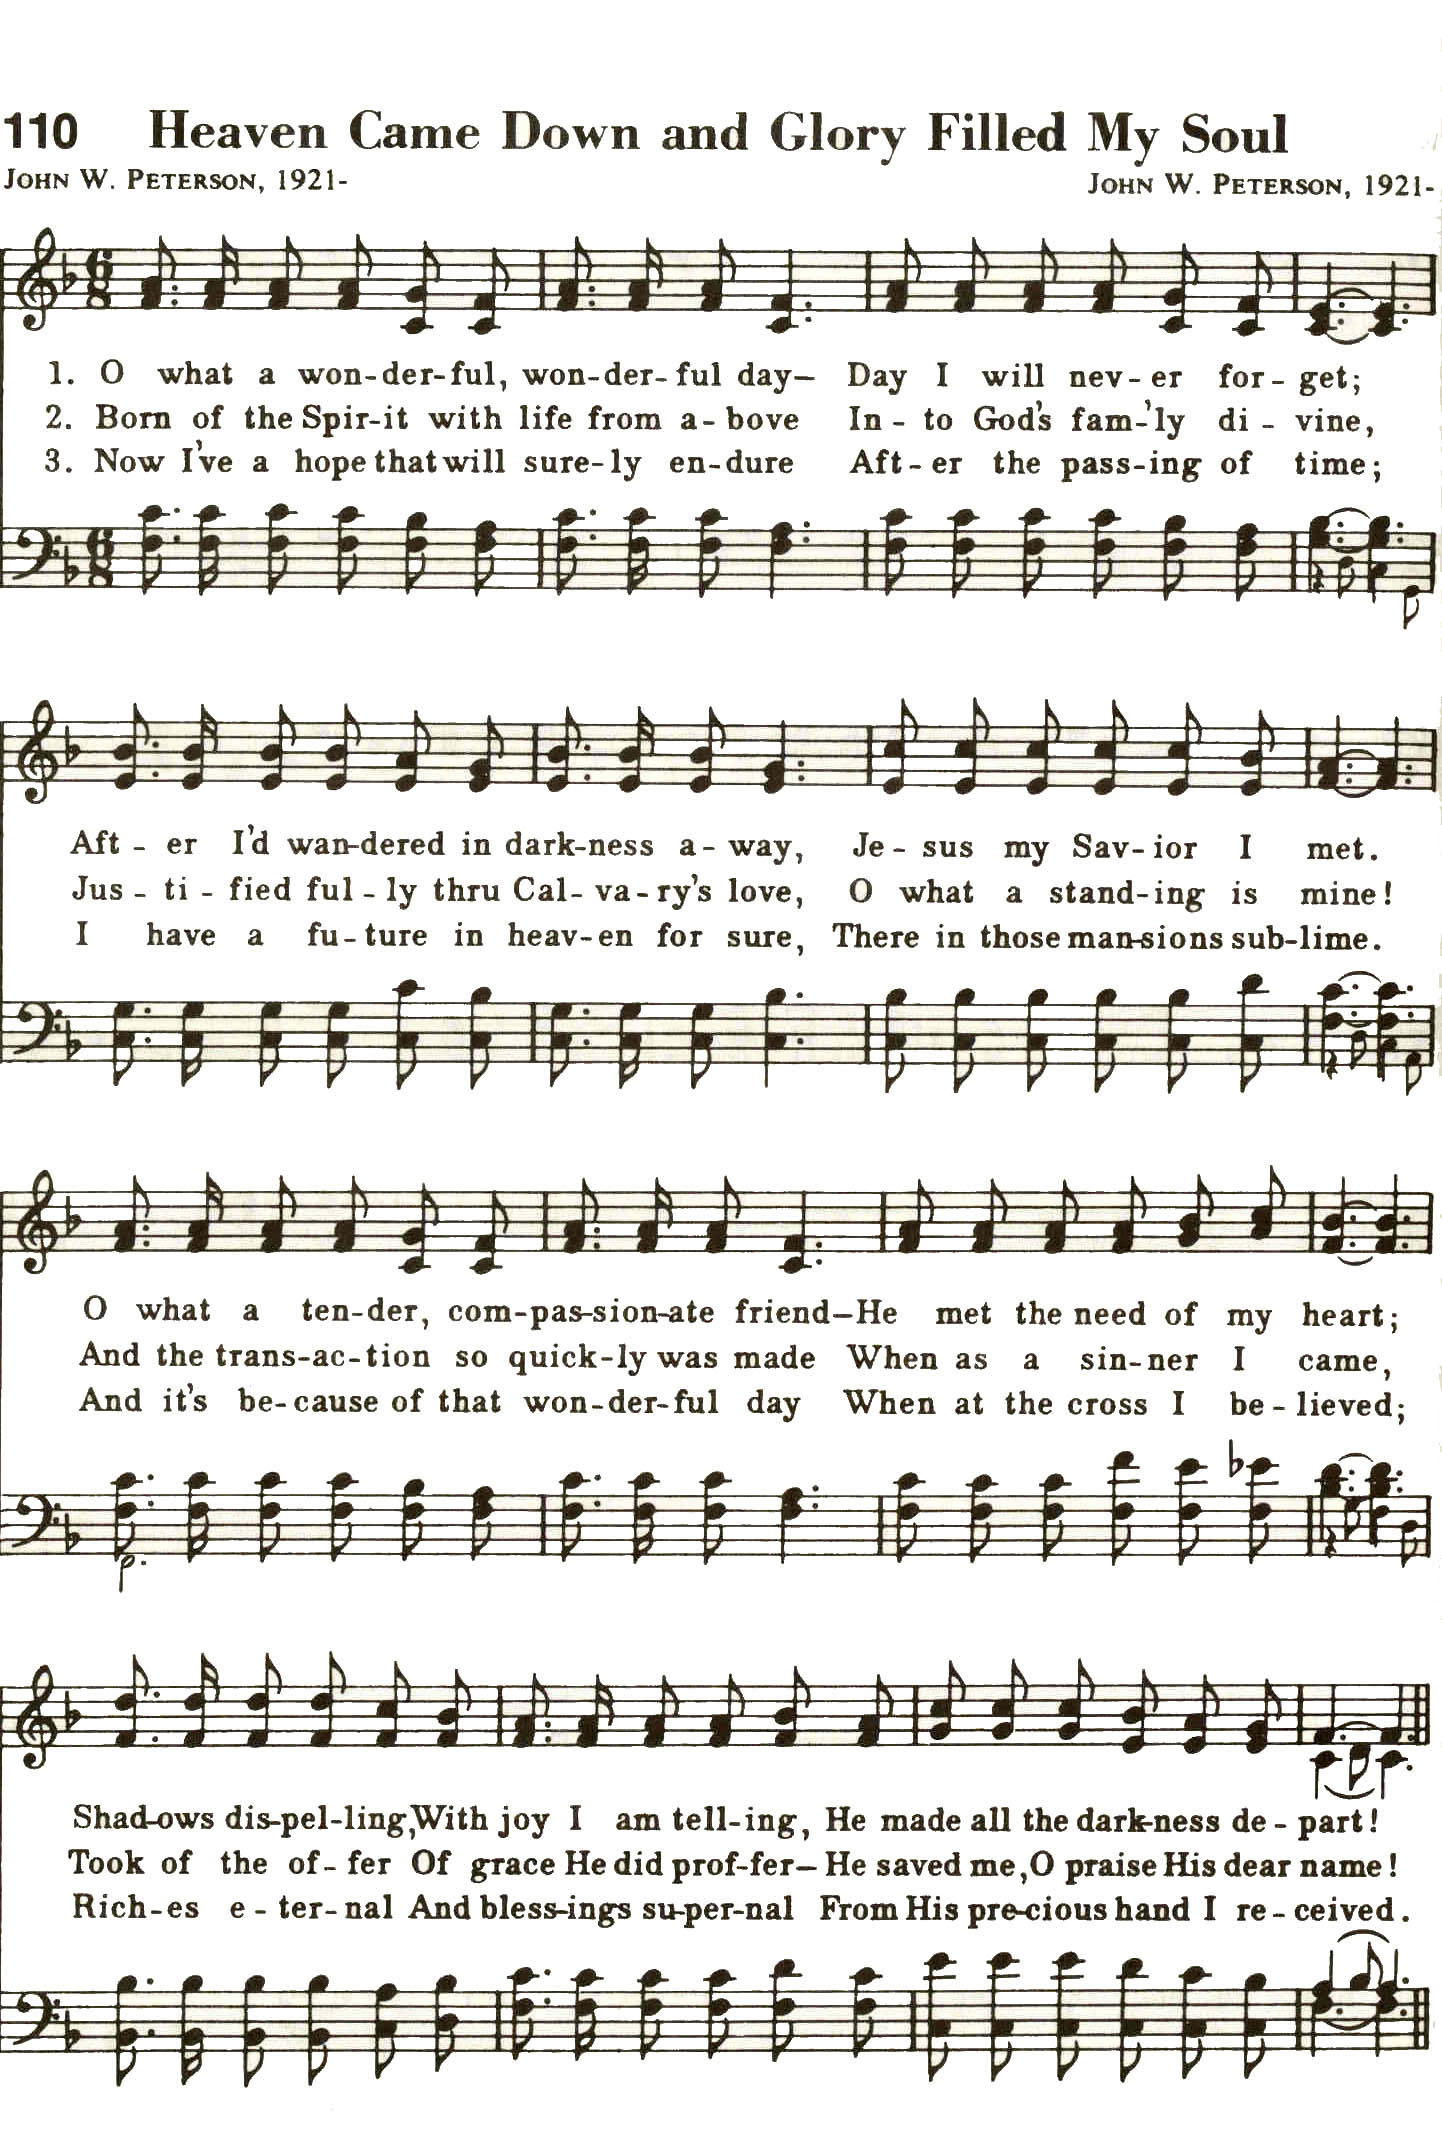 110 Heaven Came Down and Glory Filled My Soul
JOHN W. PETERSON, 1921- JOHN W. PETERSON, 1921-
1. O what a won-der-ful, won-der-ful day— Day I will nev-er for-get;
2. Born of the Spir-it with life from a-bove In-to God's fam-'ly di-vine,
3. Now I've a hope that will sure-ly en-dure Aft-er the pass-ing of time;
Aft-er I'd wan-dered in dark-ness a-way, Je-sus my Sav-ior I met.
Jus-ti-fied ful-ly thru Cal-va-ry's love, O what a stand-ing is mine!
I have a fu-ture in heav-en for sure, There in those man-sions sub-lime.
O what a ten-der, com-pas-sion-ate friend—He met the need of my heart;
And the trans-ac-tion so quick-ly was made When as a sin-ner I came,
And it's be-cause of that won-der-ful day When at the cross I be-lieved;
Shad-ows dis-pel-ling, With joy I am tell-ing, He made all the dark-ness de-part!
Took of the of-fer Of grace He did prof-fer— He saved me, O praise His dear name!
Rich-es e-ter-nal And bless-ings su-per-nal From His pre-cious hand I re-ceived.